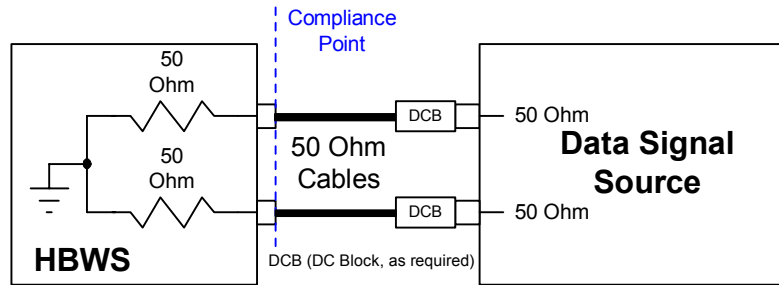 Compliance
Point
50
Ohm
50
Ohm
HBWS
50 Ohm
Cables
DCB
DCB
DCB (DC Block, as required)
50 Ohm
Data Signal
Source
50 Ohm